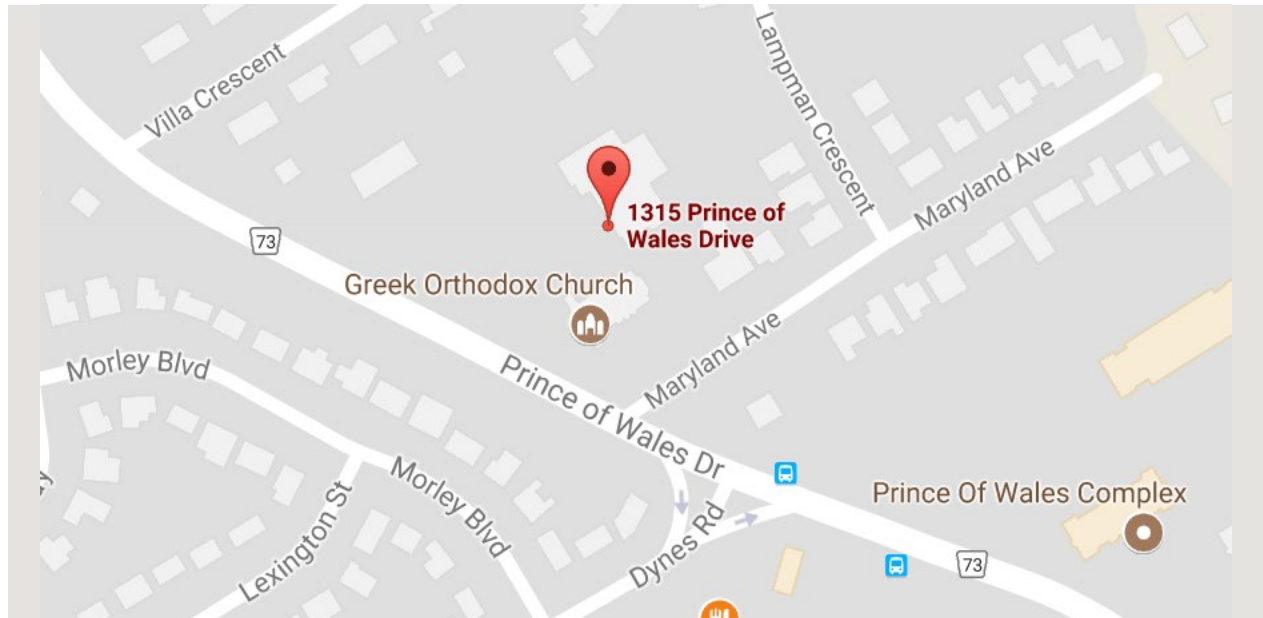 Villa Crescent
Lampman Crescent
Maryland Ave
1315 Prince of
Wales Drive
73
Greek Orthodox Church
Maryland Ave
Morley Blvd
Prince of Wales Dr
Morley Blvd
Lexington St
Dynes Rd
Prince Of Wales Complex
73